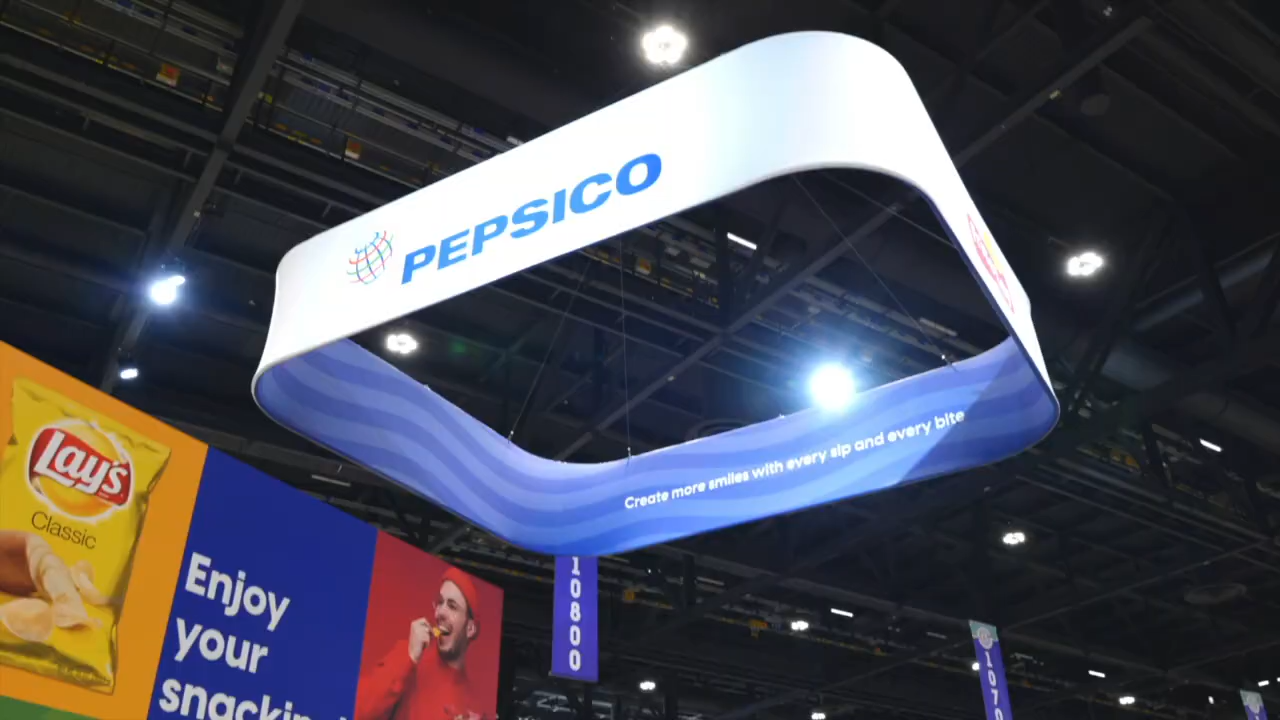 PEPSICO
Create more smiles with every sip and every bite
Lay's
Classic
Enjoy
your
10800